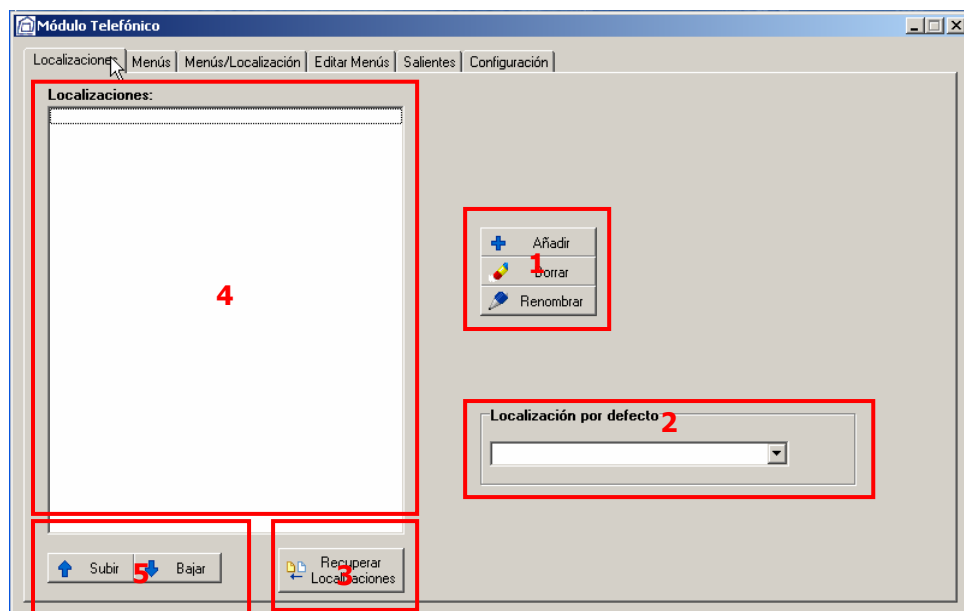 Módulo Telefónico
Localizaciones Menús Menús/Localización Editar Menús Salientes Configuración
Localizaciones:
Añadir
1
Borrar
Renombrar
4
Localización por defecto
2
Subir
5
Bajar
Recuperar
3
Localizaciones